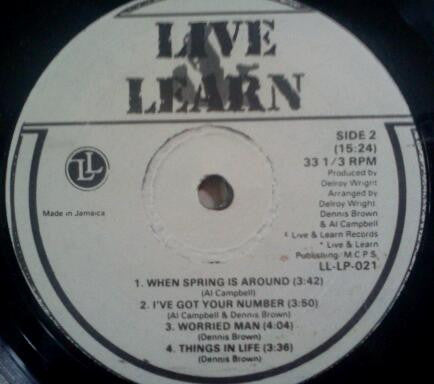 LIVE
&
LEARN
SIDE 2
(15:24)
33 1/3 RPM
Produced by
Delroy Wright
Arranged by
Delroy Wright.
Dennis Brown
& Al Campbell
Live & Learn Records
* Live & Learn
Publishing/M.C.P.S.
LL-LP-021
LL
Made in Jamaica
1. WHEN SPRING IS AROUND (3:42)
(Al Campbell)
2. I'VE GOT YOUR NUMBER (3:50)
(Al Campbell & Dennis Brown)
3. WORRIED MAN (4:04)
(Dennis Brown)
4. THINGS IN LIFE (3:36)
(Dennis Brown)